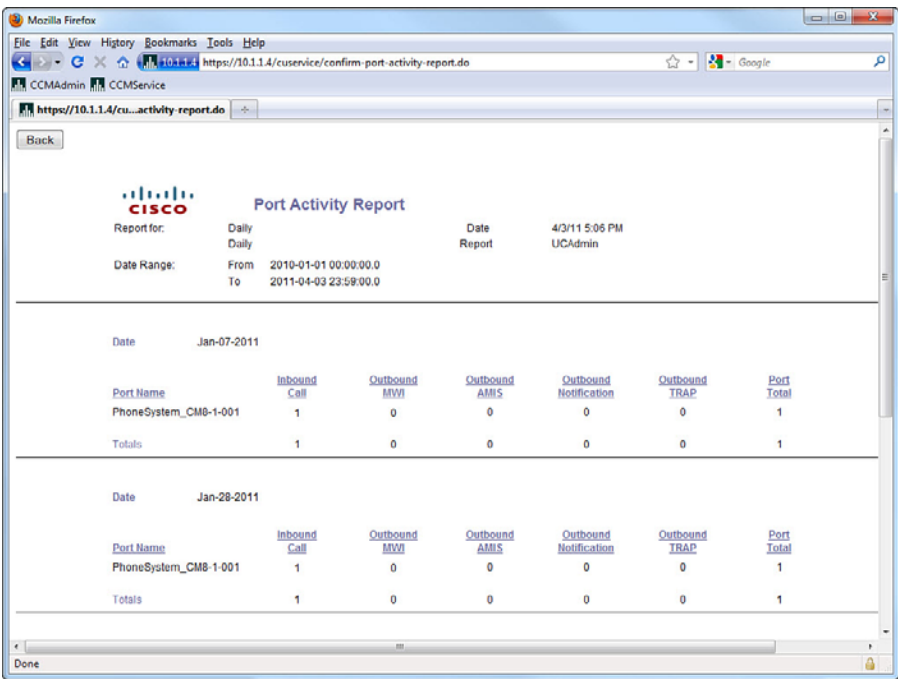 Mozilla Firefox
File Edit View History Bookmarks Tools Help
10.1.1.4 https://10.1.1.4/cuservice/confirm-port-activity-report.do Google
CCMAdmin CCMService
https://10.1.1.4/cu...activity-report.do
Back
CISCO
Port Activity Report
Report for: Daily Date 4/3/11 5:06 PM
Daily Report UCAdmin
Date Range: From 2010-01-01 00:00:00.0
To 2011-04-03 23:59:00.0
Date Jan-07-2011
Inbound Outbound Outbound Outbound Outbound Port
Port Name Call MWI AMIS Notification TRAP Total
PhoneSystem_CM8-1-001 1 0 0 0 0 1
Totals 1 0 0 0 0 1
Date Jan-28-2011
Inbound Outbound Outbound Outbound Outbound Port
Port Name Call MWI AMIS Notification TRAP Total
PhoneSystem_CM8-1-001 1 0 0 0 0 1
Totals 1 0 0 0 0 1
Done